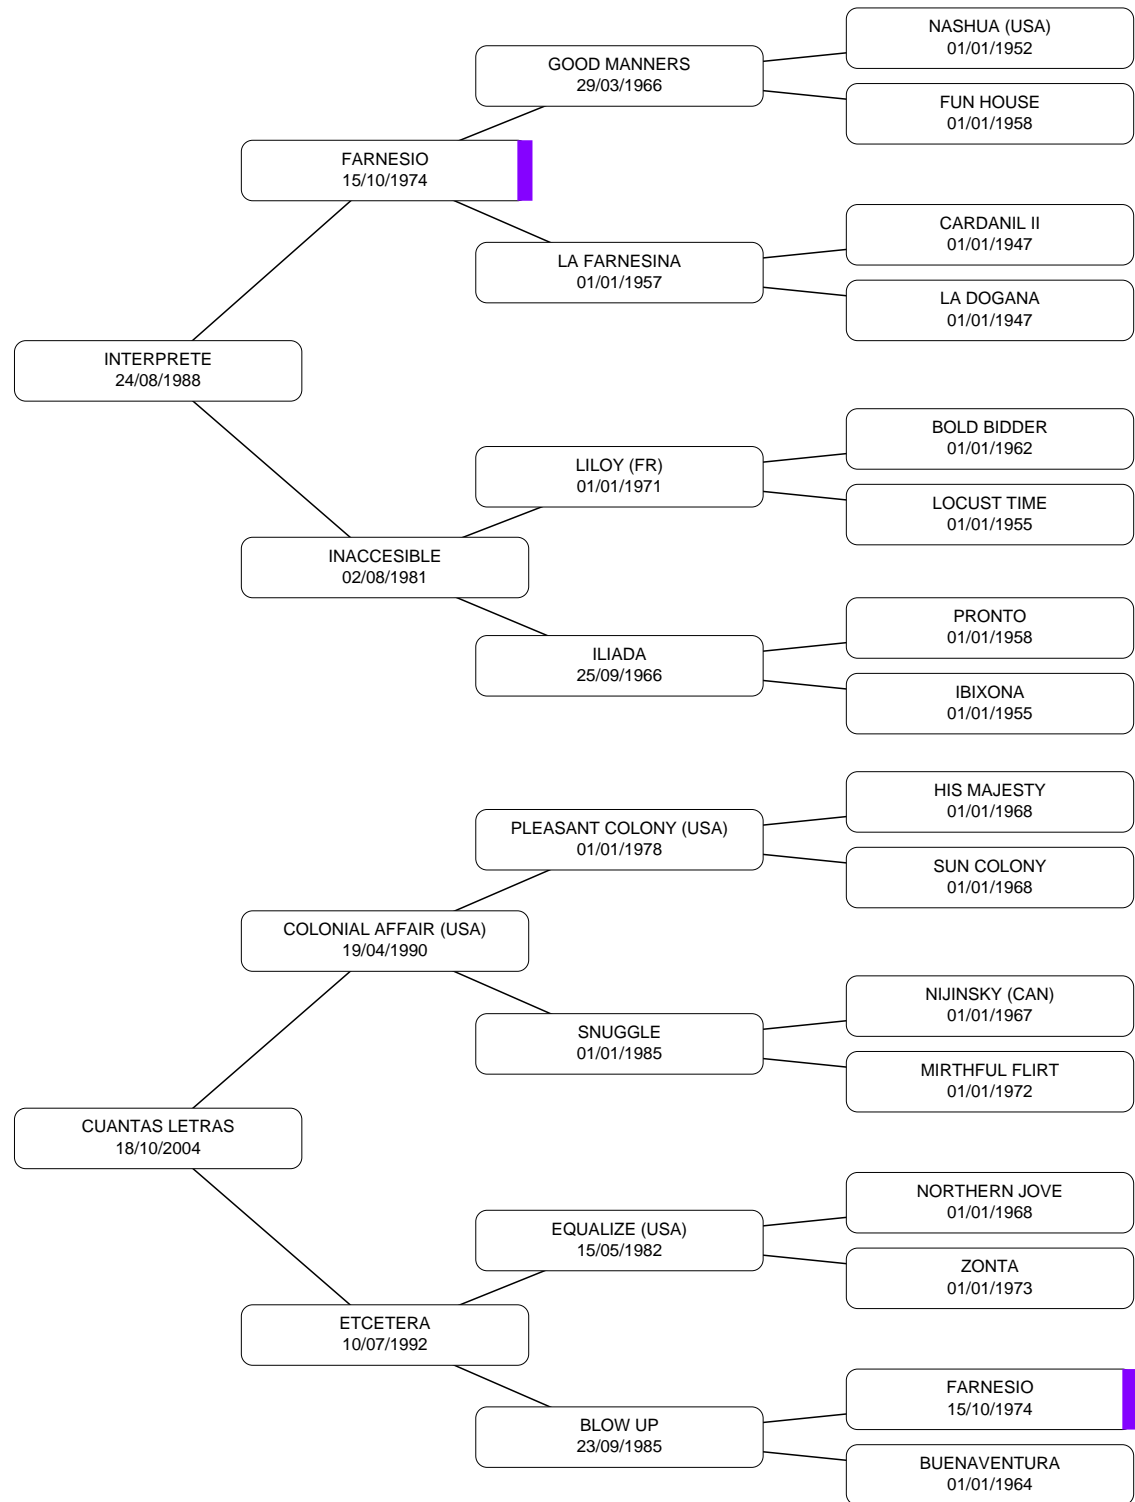 NASHUA (USA)
01/01/1952
GOOD MANNERS
29/03/1966
FUN HOUSE
01/01/1958
FARNESIO
15/10/1974
CARDANIL II
01/01/1947
LA FARNESINA
01/01/1957
LA DOGANA
01/01/1947
INTERPRETE
24/08/1988
BOLD BIDDER
01/01/1962
LILOY (FR)
01/01/1971
LOCUST TIME
01/01/1955
INACCESIBLE
02/08/1981
PRONTO
01/01/1958
ILIADA
25/09/1966
IBIXONA
01/01/1955
HIS MAJESTY
01/01/1968
PLEASANT COLONY (USA)
01/01/1978
SUN COLONY
01/01/1968
COLONIAL AFFAIR (USA)
19/04/1990
NIJINSKY (CAN)
01/01/1967
SNUGGLE
01/01/1985
MIRTHFUL FLIRT
01/01/1972
CUANTAS LETRAS
18/10/2004
NORTHERN JOVE
01/01/1968
EQUALIZE (USA)
15/05/1982
ZONTA
01/01/1973
ETCETERA
10/07/1992
FARNESIO
15/10/1974
BLOW UP
23/09/1985
BUENAVENTURA
01/01/1964